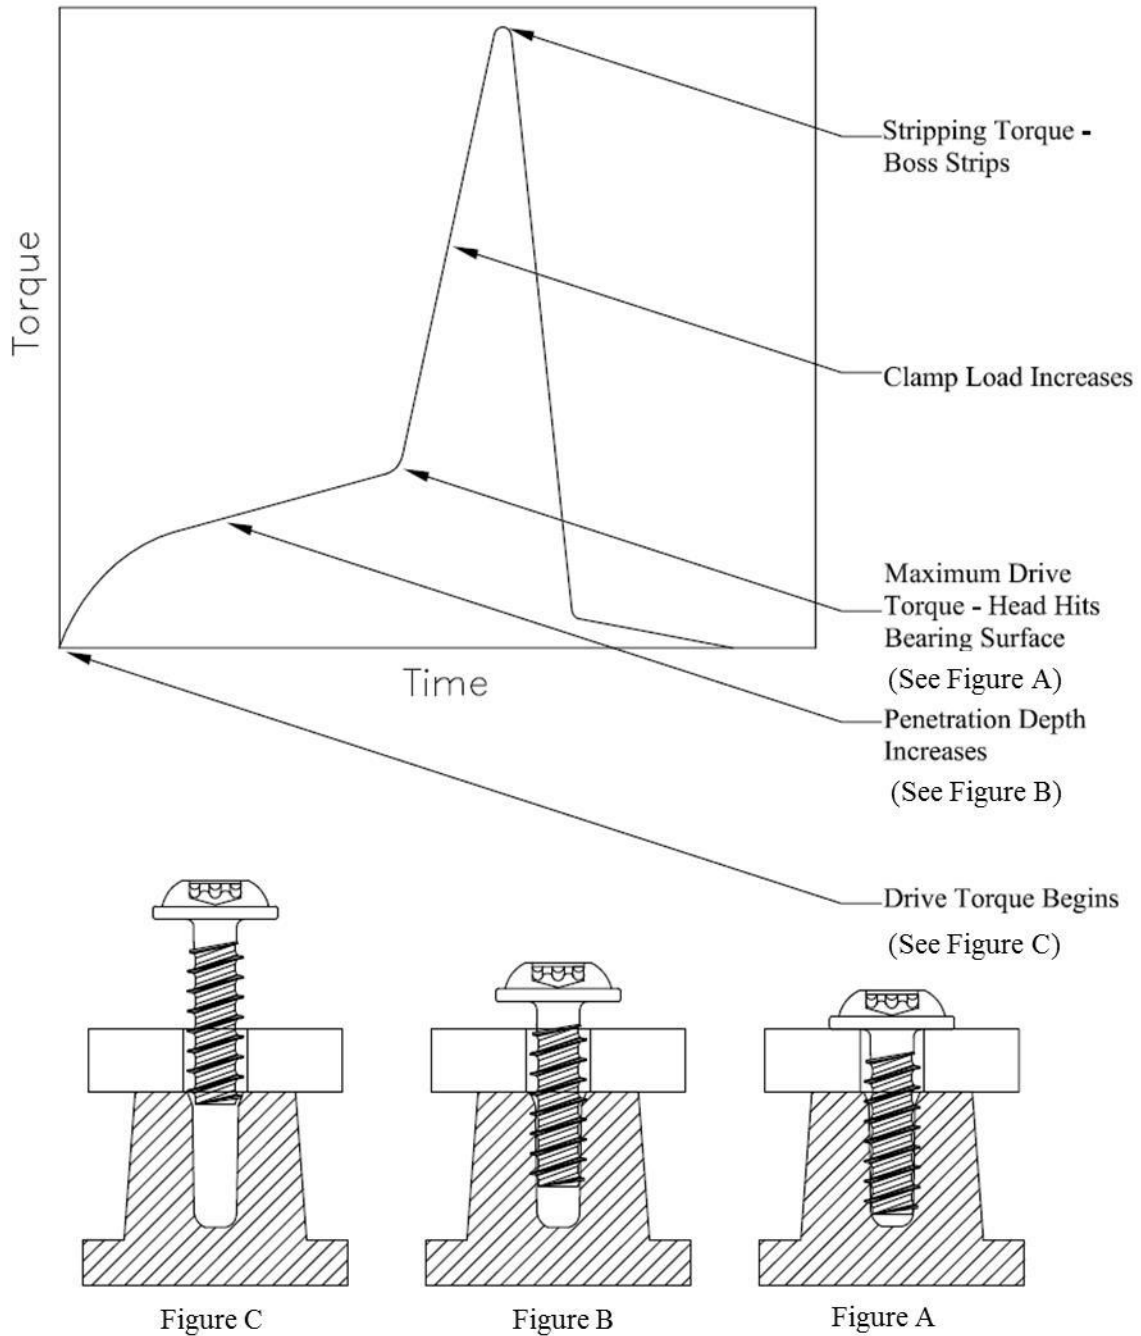 Stripping Torque -
Boss Strips
Torque
Clamp Load Increases
Maximum Drive
Torque - Head Hits
Bearing Surface
(See Figure A)
Time
Penetration Depth
Increases
(See Figure B)
Drive Torque Begins
(See Figure C)
Figure C
Figure B
Figure A